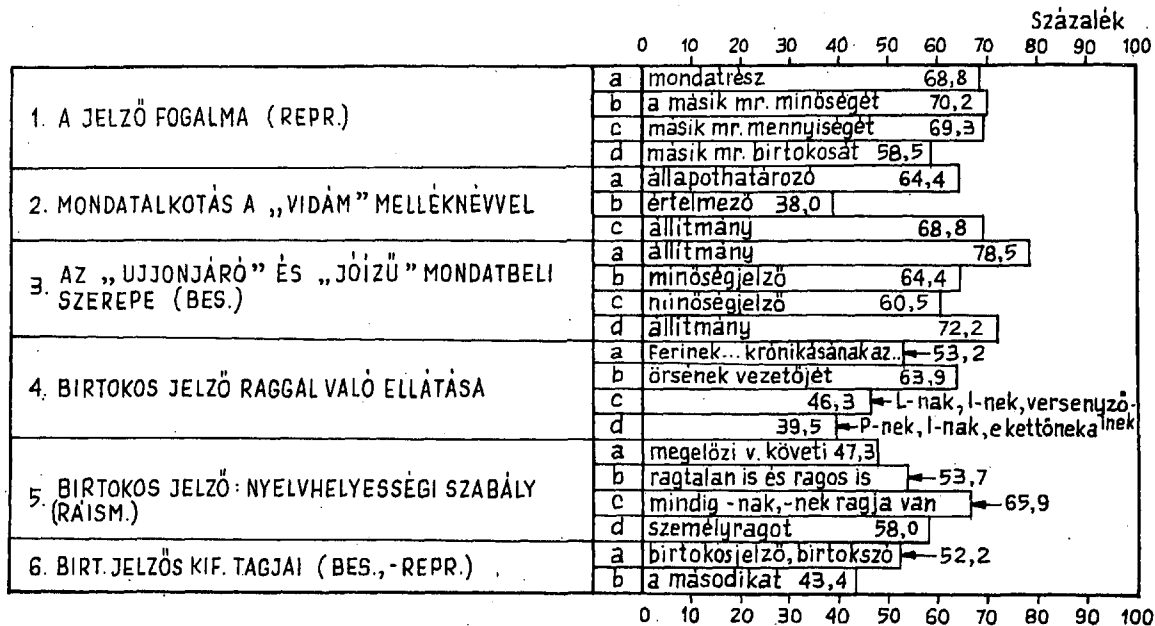 Százalék
0 10 20 30 40 50 60 70 80 90 100
1. A JELZŐ FOGALMA (REPR.)
a mondatrész 68,8
b a másik mr. minőségét 70,2
c másik mr. mennyiségét 69,3
d másik mr. birtokosát 58,5
2. MONDATALKOTÁS A „VIDÁM” MELLÉKNÉVVEL
a állapothatározó 64,4
b értelmező 38,0
c állítmány 68,8
3. AZ „UJJONJÁRÓ” ÉS „JÓÍZŰ” MONDATBELI
SZEREPE (BES.)
a állítmány 78,5
b minőségjelző 64,4
c minőségjelző 60,5
d állítmány 72,2
4. BIRTOKOS JELZŐ RAGGAL VALÓ ELLÁTÁSA
a Ferinek... krónikásának az.. 53,2
b őrsének vezetőjét 63,9
c 46,3 L-nak, I-nek, versenyző-
inek
d 39,5 P-nek, I-nak, e kettőnek a
5. BIRTOKOS JELZŐ: NYELVHELYESSÉGI SZABÁLY
(RÁISM.)
a megelőzi v. követi 47,3
b ragtalan is és ragos is 53,7
c mindig -nak,-nek ragja van 65,9
d személyragot 58,0
6. BIRT. JELZŐS KIF. TAGJAI (BES.,-REPR.)
a birtokosjelző, birtokszó 52,2
b a másodikat 43,4
0 10 20 30 40 50 60 70 80 90 100